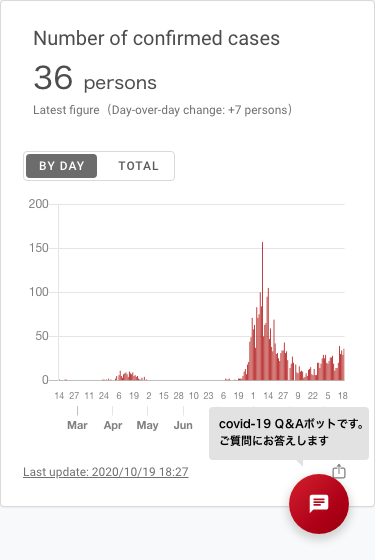 Number of confirmed cases
36 persons
Latest figure（Day-over-day change: +7 persons）
BY DAY TOTAL
200
150
100
50
0
14 27 11 24 6 19 2 15 28 10 23 6 19 1 14 27 9 22 5 18
Mar Apr May Jun
covid-19 Q&Aボットです。
ご質問にお答えします
Last update: 2020/10/19 18:27